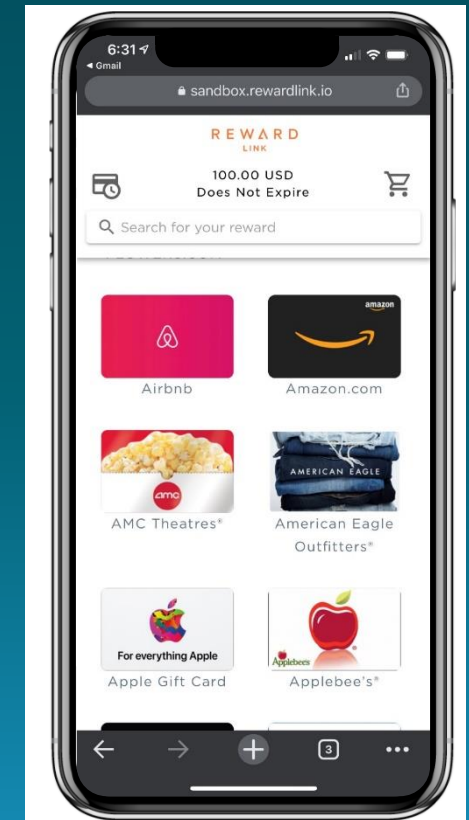 6:31
Gmail
sandbox.rewardlink.io
REWARD
LINK
100.00 USD
Does Not Expire
Search for your reward
amazon
Airbnb
Amazon.com
amc
AMERICAN EAGLE
AMC Theatres®
American Eagle
Outfitters®
For everything Apple
Applebee's
Apple Gift Card
Applebee's®
3